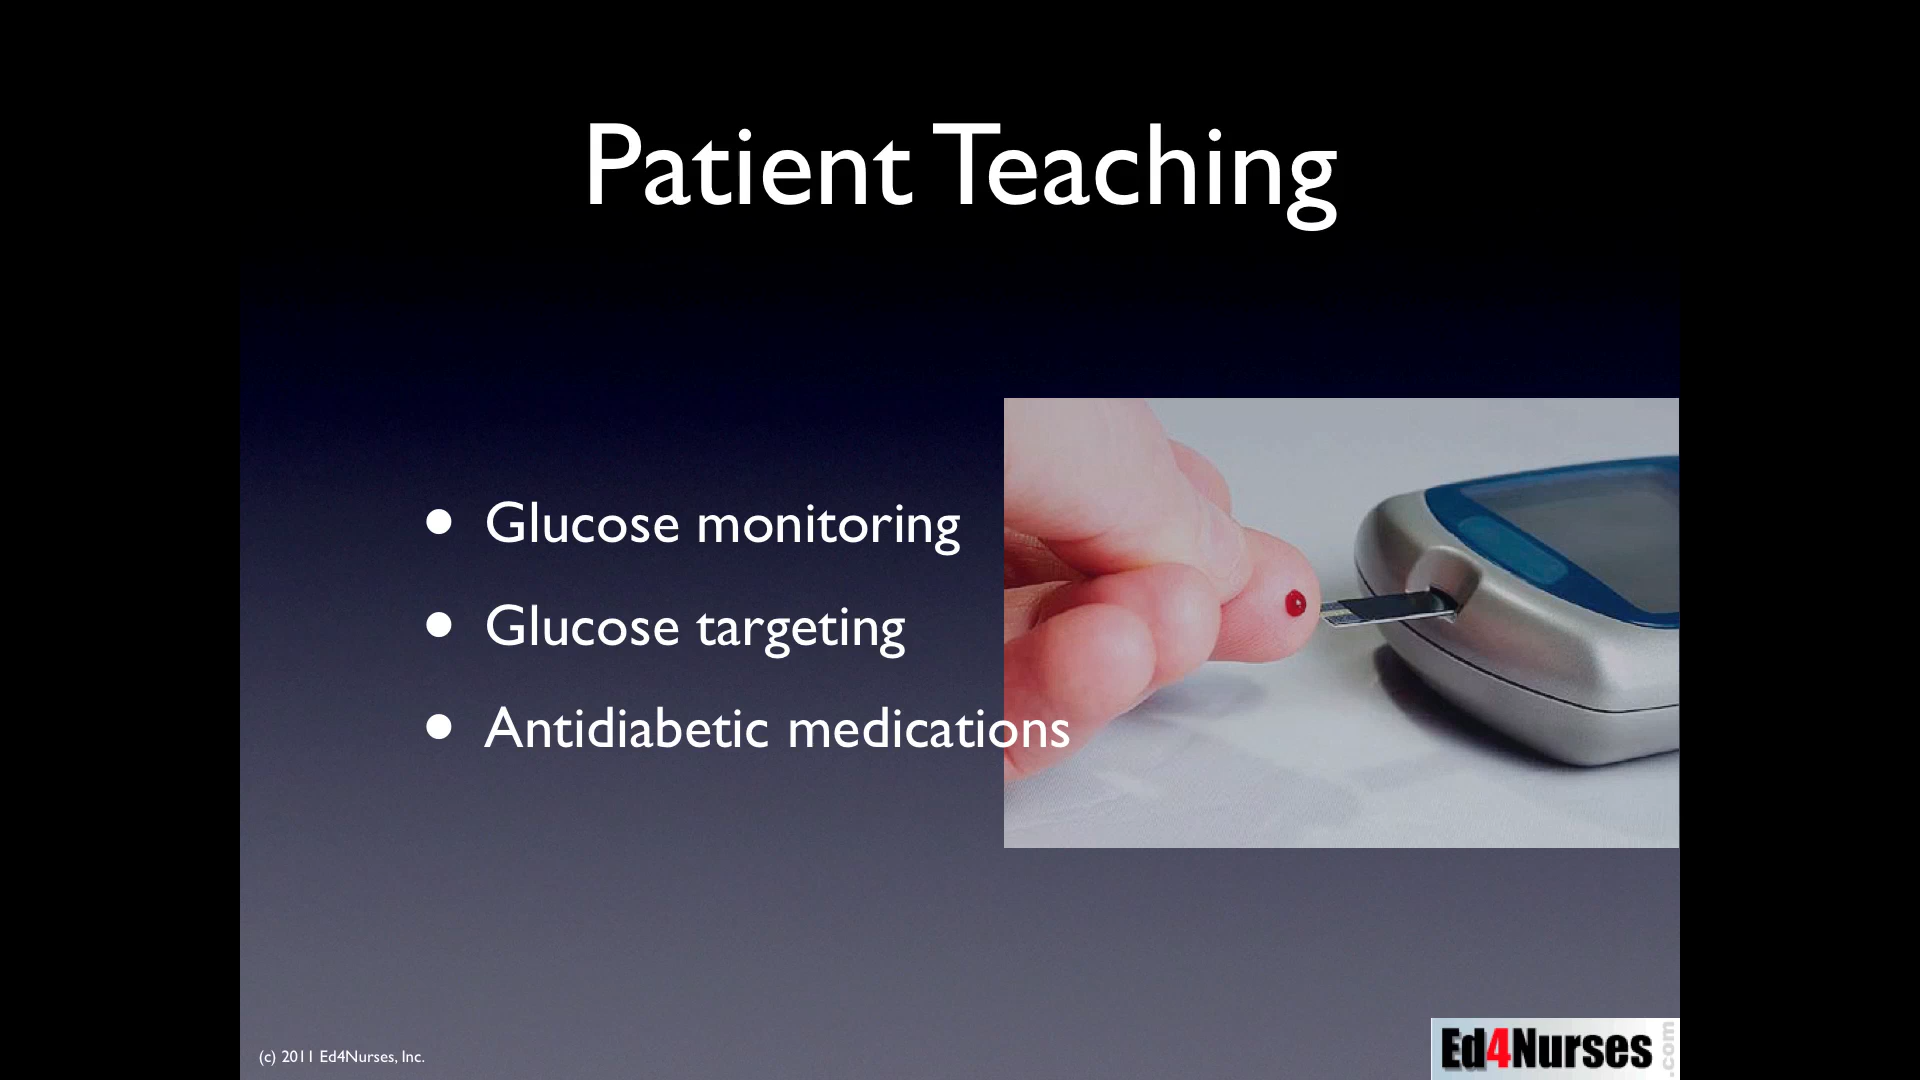 Patient Teaching
• Glucose monitoring
• Glucose targeting
• Antidiabetic medications
(c) 2011 Ed4Nurses, Inc.
Ed4Nurses.com